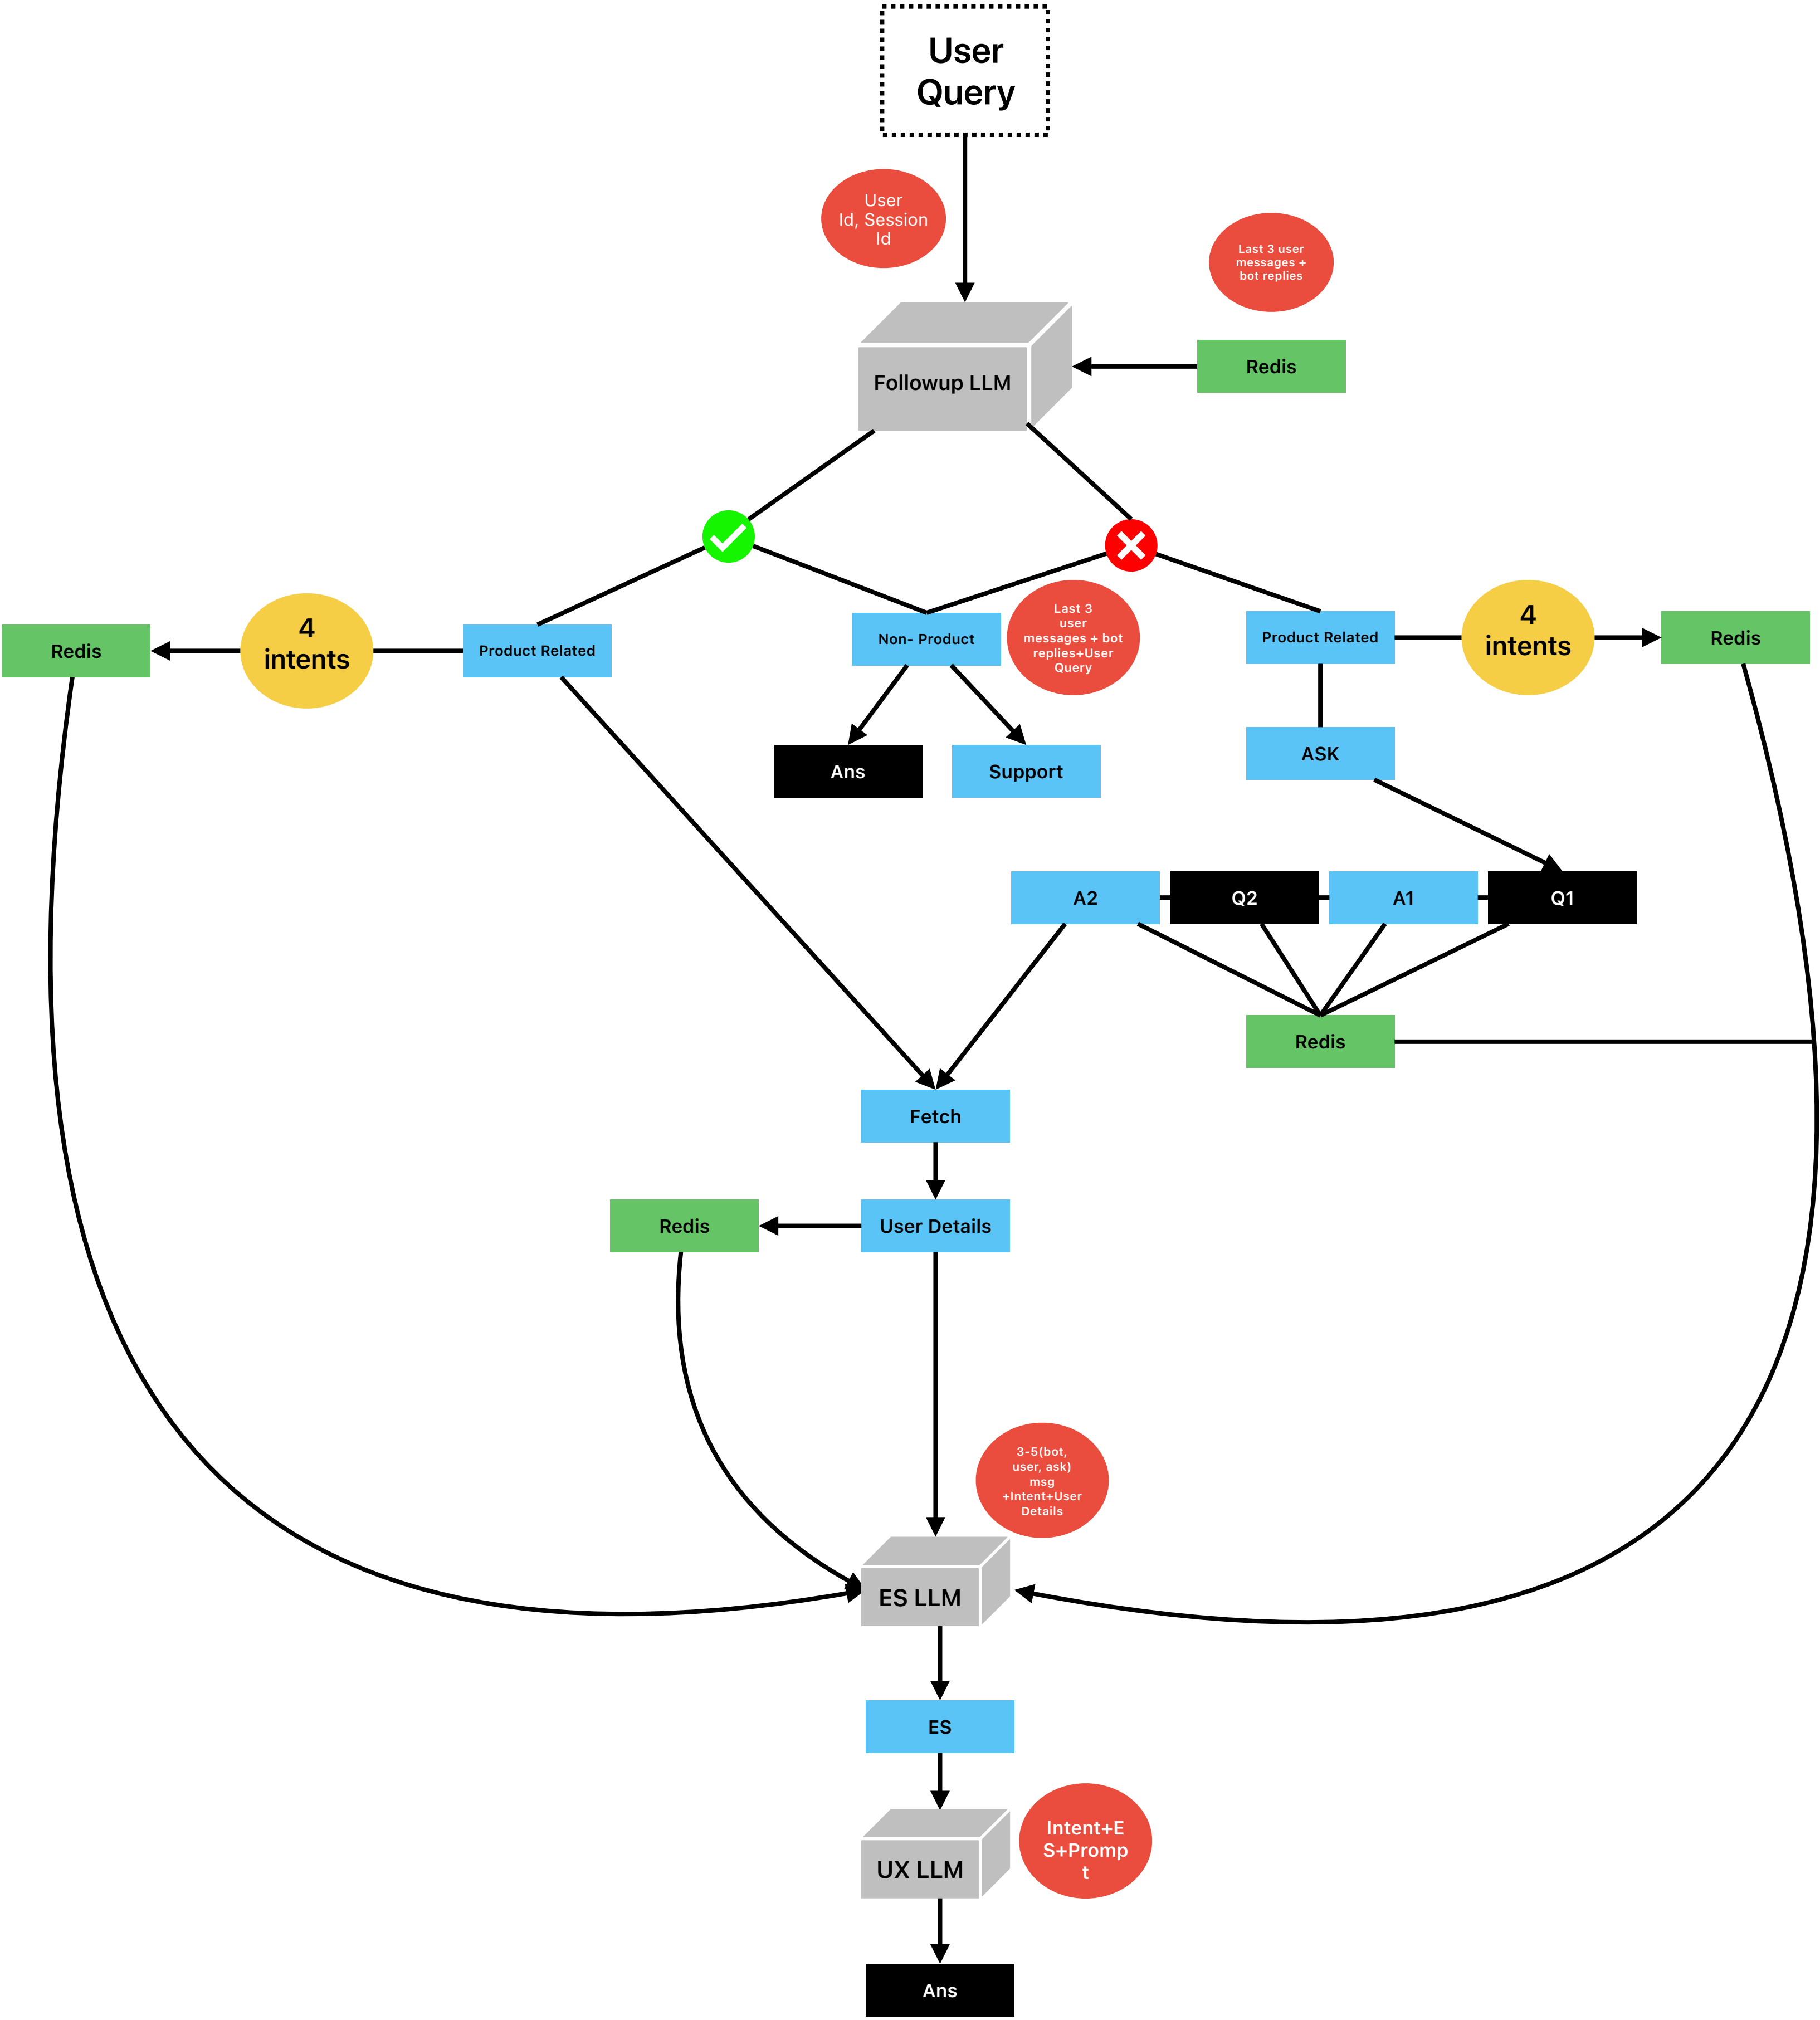 User
Query
User
Id, Session
Id
Last 3 user
messages +
bot replies
Followup LLM
Redis
Redis
4
intents
Product Related
Non- Product
Last 3
user
messages + bot
replies+User
Query
Product Related
4
intents
Redis
Ans
Support
ASK
A2
Q2
A1
Q1
Redis
Fetch
Redis
User Details
3-5(bot,
user, ask)
msg
+Intent+User
Details
ES LLM
ES
UX LLM
Intent+E
S+Promp
t
Ans